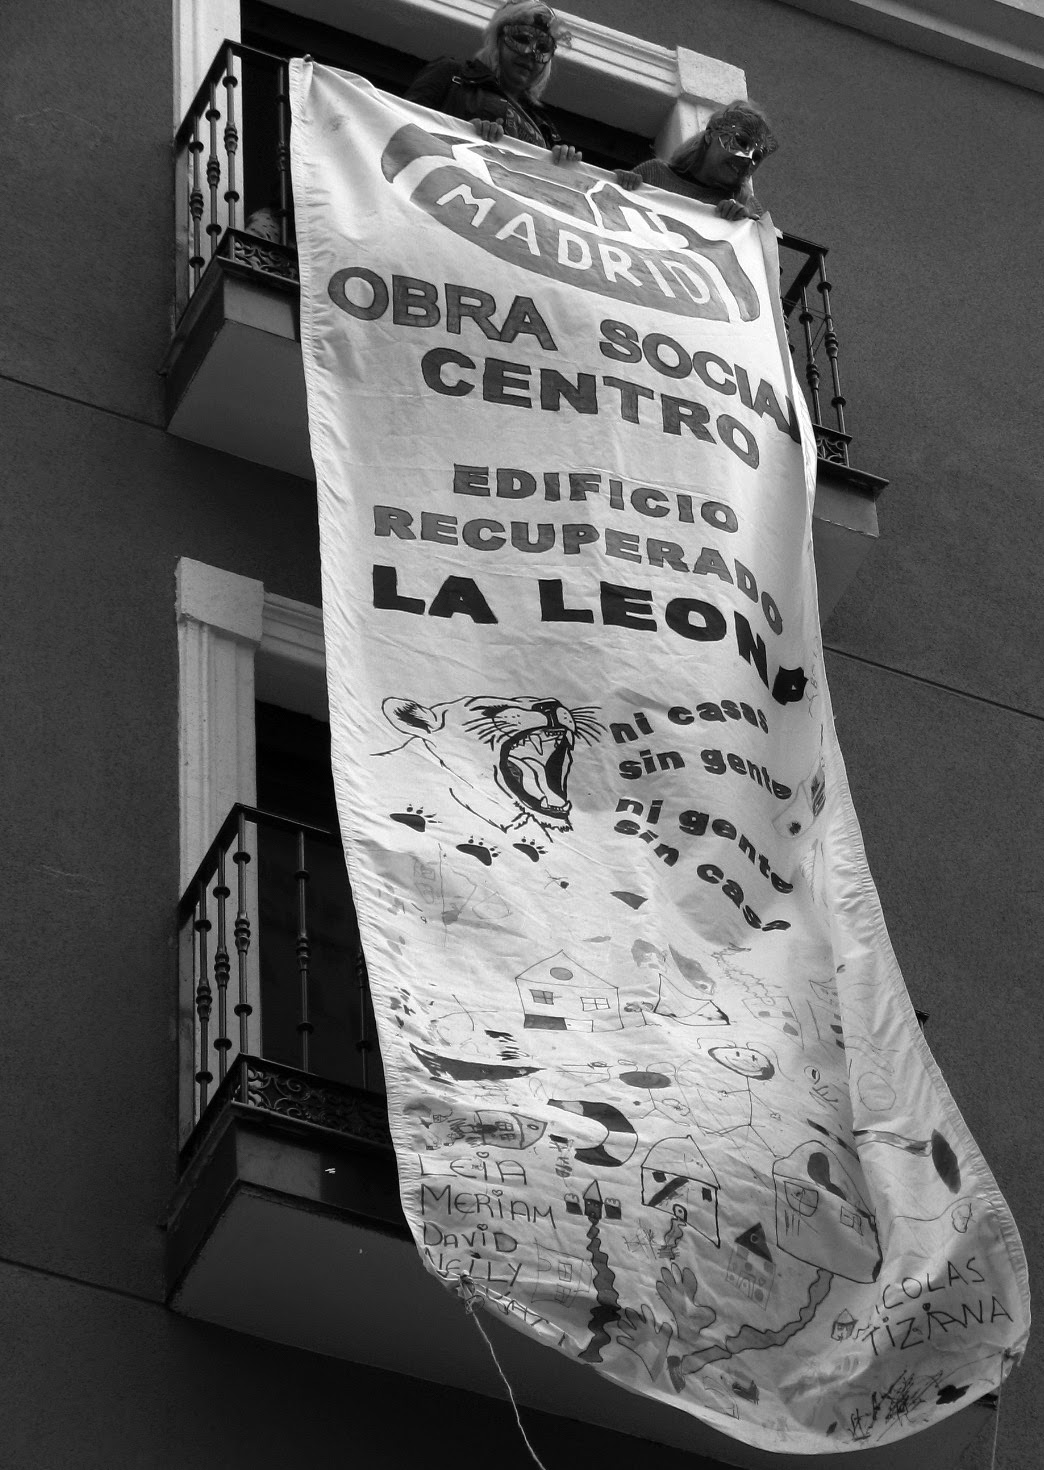 MADRID
OBRA SOCIAL
CENTRO
EDIFICIO
RECUPERADO
LA LEONA
ni casas
sin gente
ni gente
sin casa
LEIA
MERIAM
DAVID
NELLY
NICOLAS
TIZIANA